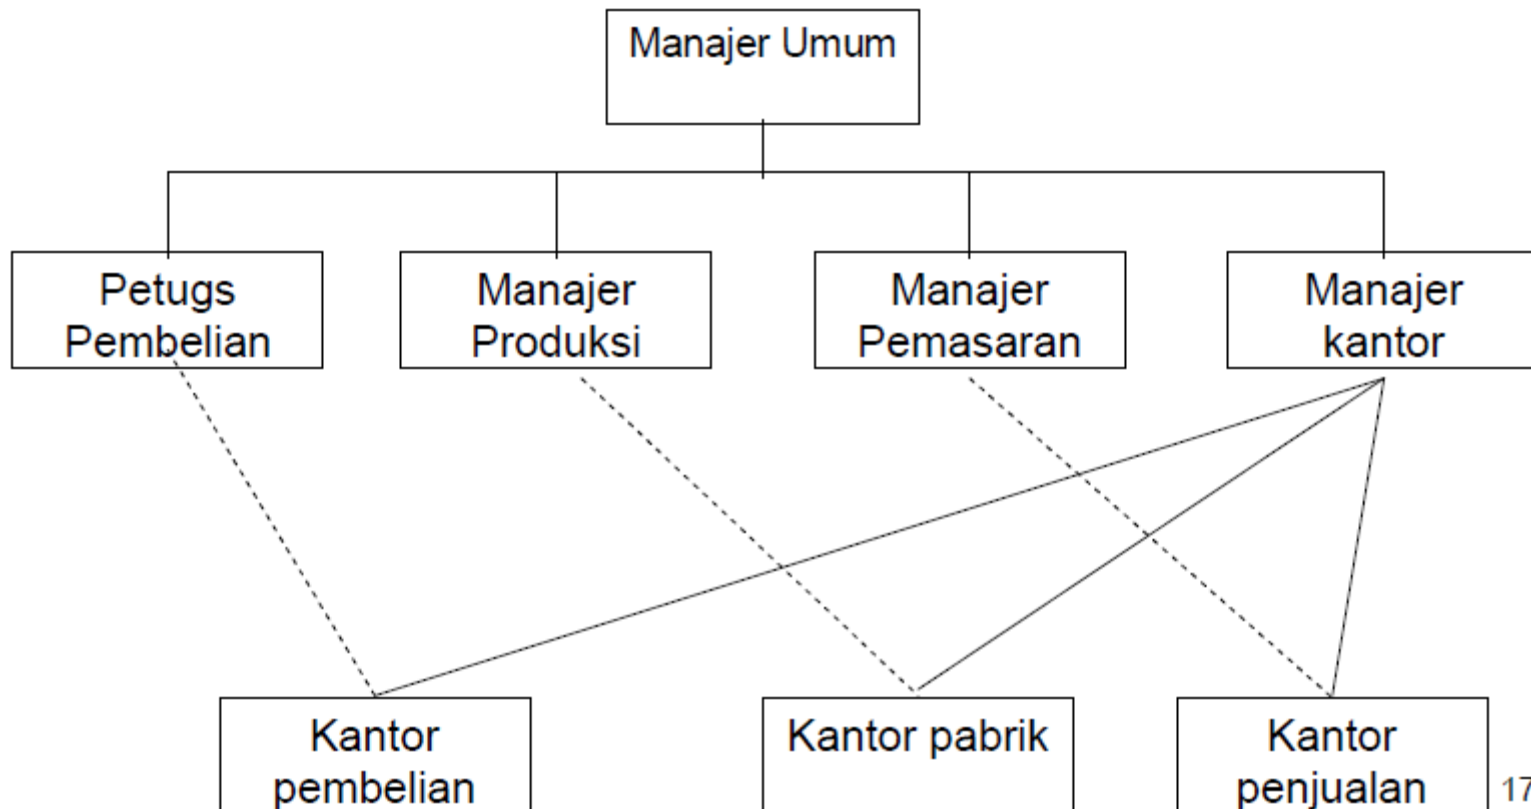 Manajer Umum
Petugs
Pembelian
Manajer
Produksi
Manajer
Pemasaran
Manajer
kantor
Kantor
pembelian
Kantor pabrik
Kantor
penjualan
17